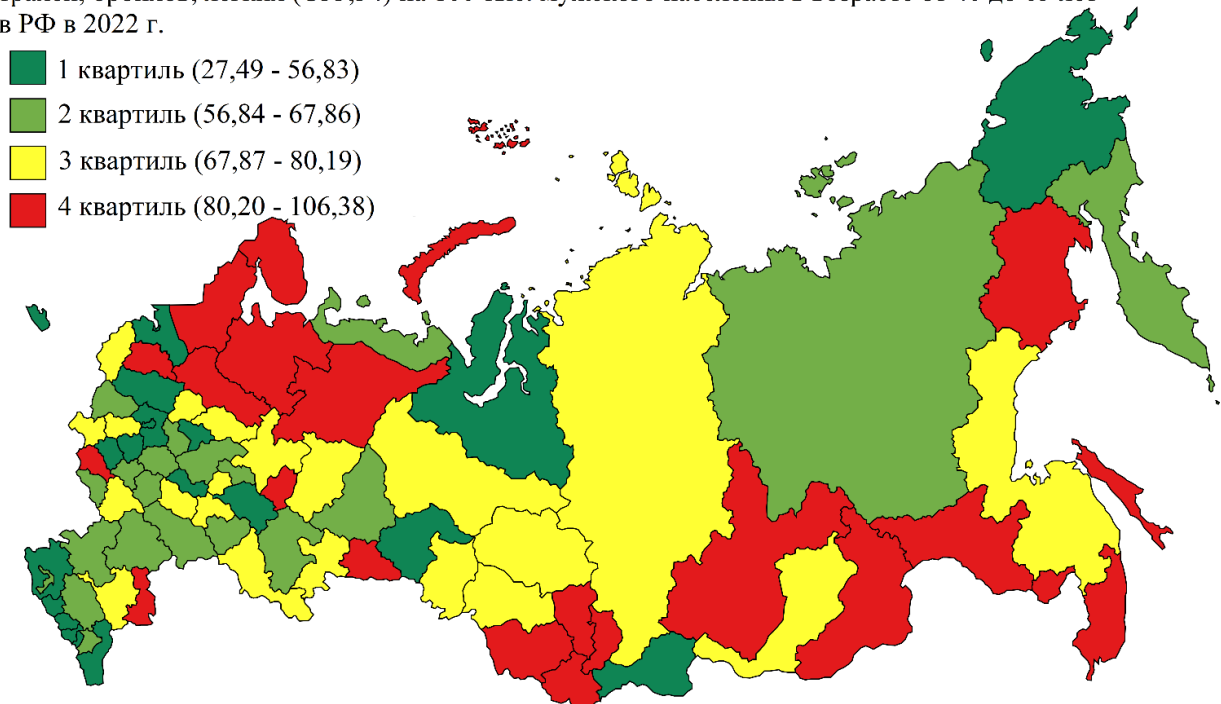 в РФ в 2022 г.
1 квартиль (27,49 - 56,83)
2 квартиль (56,84 - 67,86)
3 квартиль (67,87 - 80,19)
4 квартиль (80,20 - 106,38)